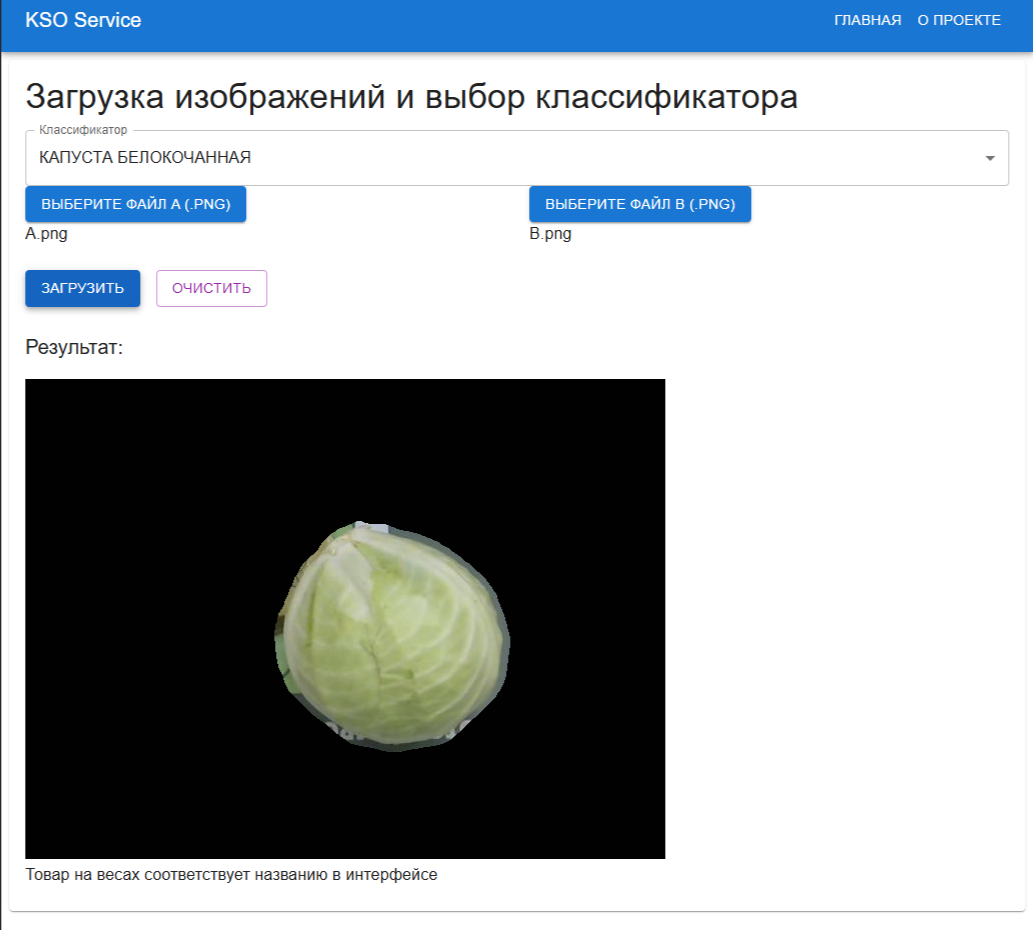 KSO Service
ГЛАВНАЯ О ПРОЕКТЕ
Загрузка изображений и выбор классификатора
Классификатор
КАПУСТА БЕЛОКОЧАННАЯ
ВЫБЕРИТЕ ФАЙЛ A (.PNG) ВЫБЕРИТЕ ФАЙЛ B (.PNG)
A.png B.png
ЗАГРУЗИТЬ ОЧИСТИТЬ
Результат:
Товар на весах соответствует названию в интерфейсе